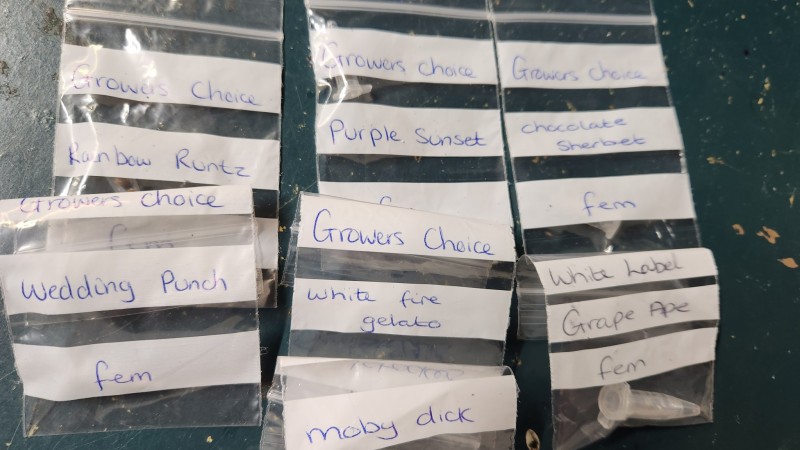 Growers Choice
Rainbow Runtz
fem
Growers choice
Purple Sunset
Growers choice
chocolate
sherbet
fem
Growers choice
Wedding Punch
fem
Growers Choice
white fire
gelato
moby dick
White Label
Grape Ape
fem